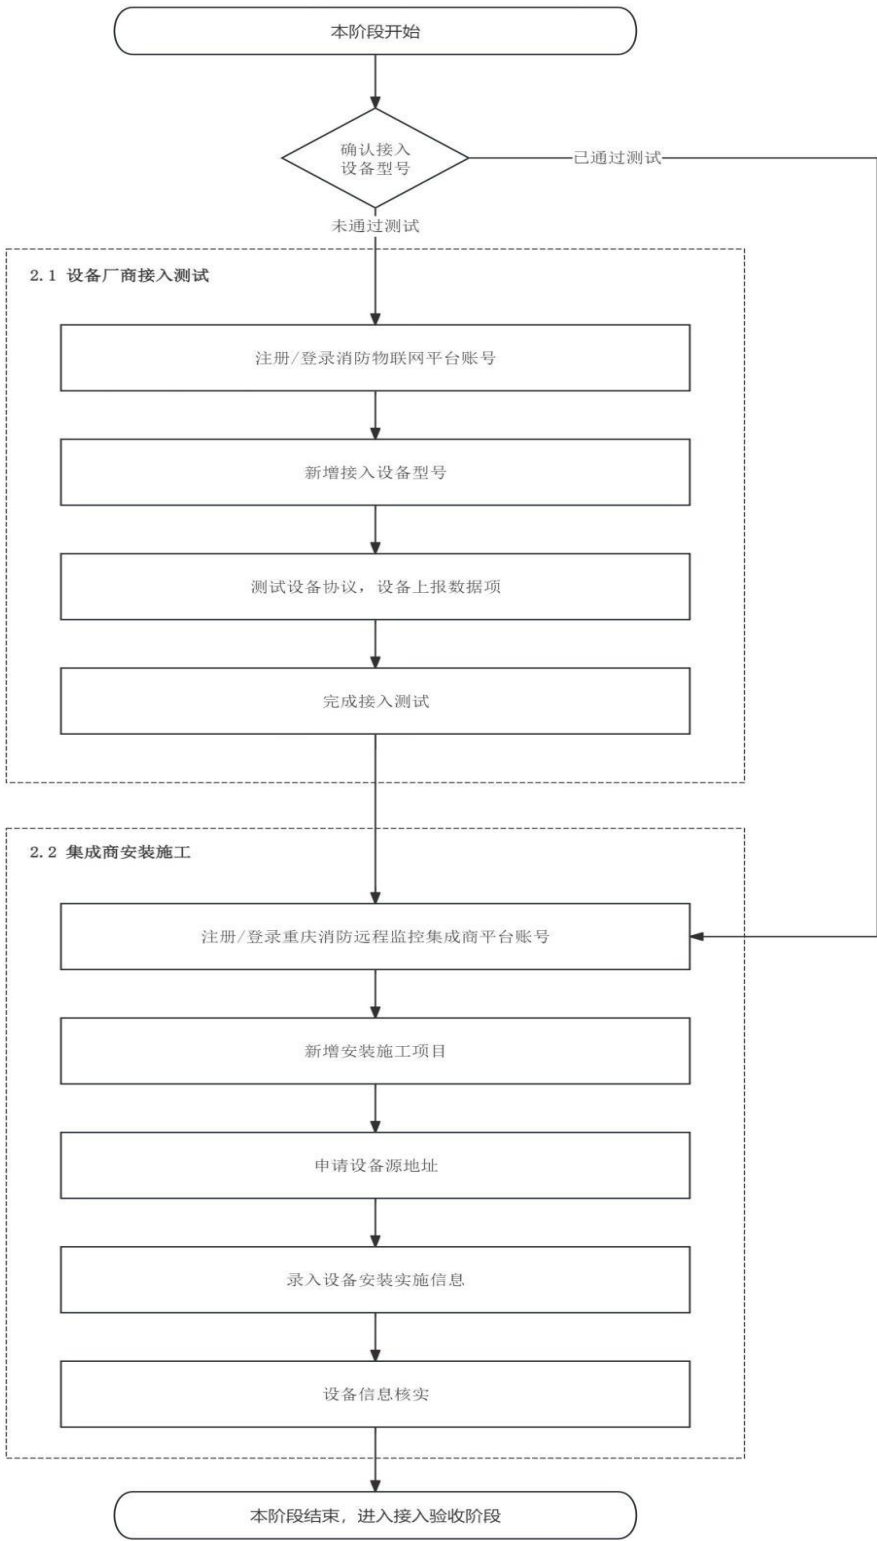 本阶段开始
确认接入
设备型号
已通过测试
未通过测试
2.1 设备厂商接入测试
注册/登录消防物联网平台账号
新增接入设备型号
测试设备协议，设备上报数据项
完成接入测试
2.2 集成商安装施工
注册/登录重庆消防远程监控集成商平台账号
新增安装施工项目
申请设备源地址
录入设备安装实施信息
设备信息核实
本阶段结束，进入接入验收阶段